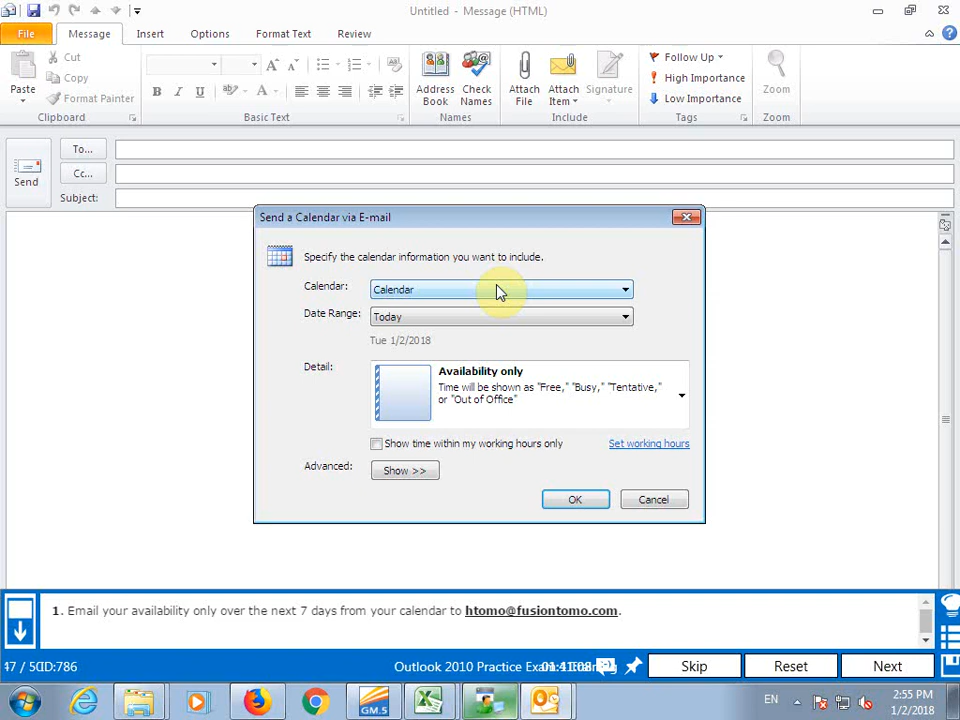 Untitled - Message (HTML)
File Message Insert Options Format Text Review
Paste
Cut
Copy
Format Painter
Clipboard
B I U
Basic Text
Address Book
Check Names
Names
Attach File
Attach Item
Signature
Include
Follow Up
High Importance
Low Importance
Tags
Zoom
Zoom
Send
To...
Cc...
Subject:
Send a Calendar via E-mail
Specify the calendar information you want to include.
Calendar: Calendar
Date Range: Today
Tue 1/2/2018
Detail: Availability only
Time will be shown as "Free," "Busy," "Tentative,"
or "Out of Office"
Show time within my working hours only Set working hours
Advanced: Show >>
OK Cancel
1. Email your availability only over the next 7 days from your calendar to htomo@fusiontomo.com.
Outlook 2010 Practice Skip Reset Next
GM.5
EN
2:55 PM
1/2/2018